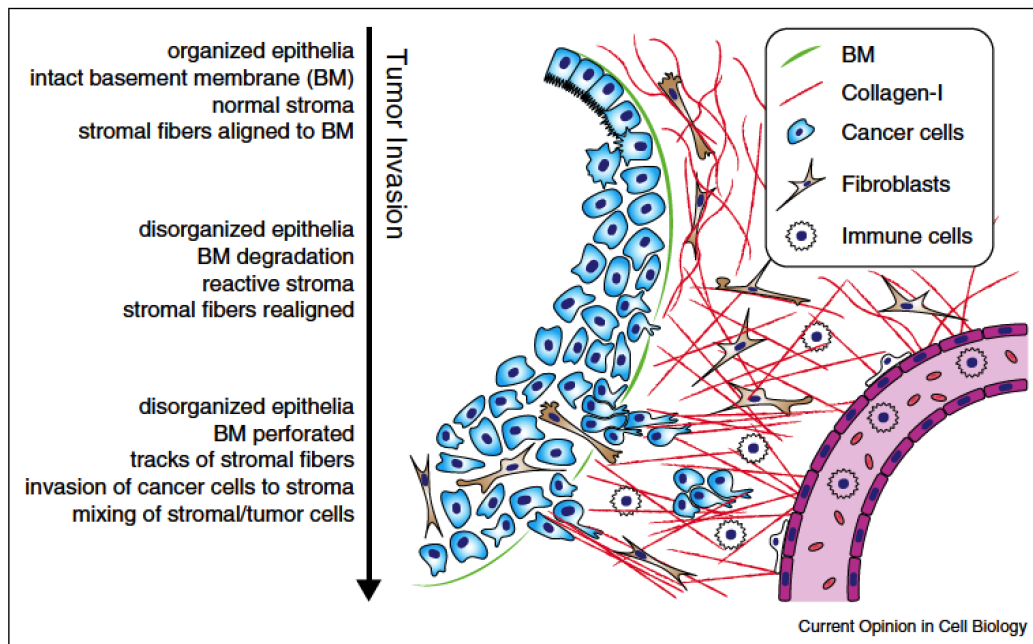 organized epithelia
intact basement membrane (BM)
normal stroma
stromal fibers aligned to BM
disorganized epithelia
BM degradation
reactive stroma
stromal fibers realigned
disorganized epithelia
BM perforated
tracks of stromal fibers
invasion of cancer cells to stroma
mixing of stromal/tumor cells
Tumor Invasion
BM
Collagen-I
Cancer cells
Fibroblasts
Immune cells
Current Opinion in Cell Biology